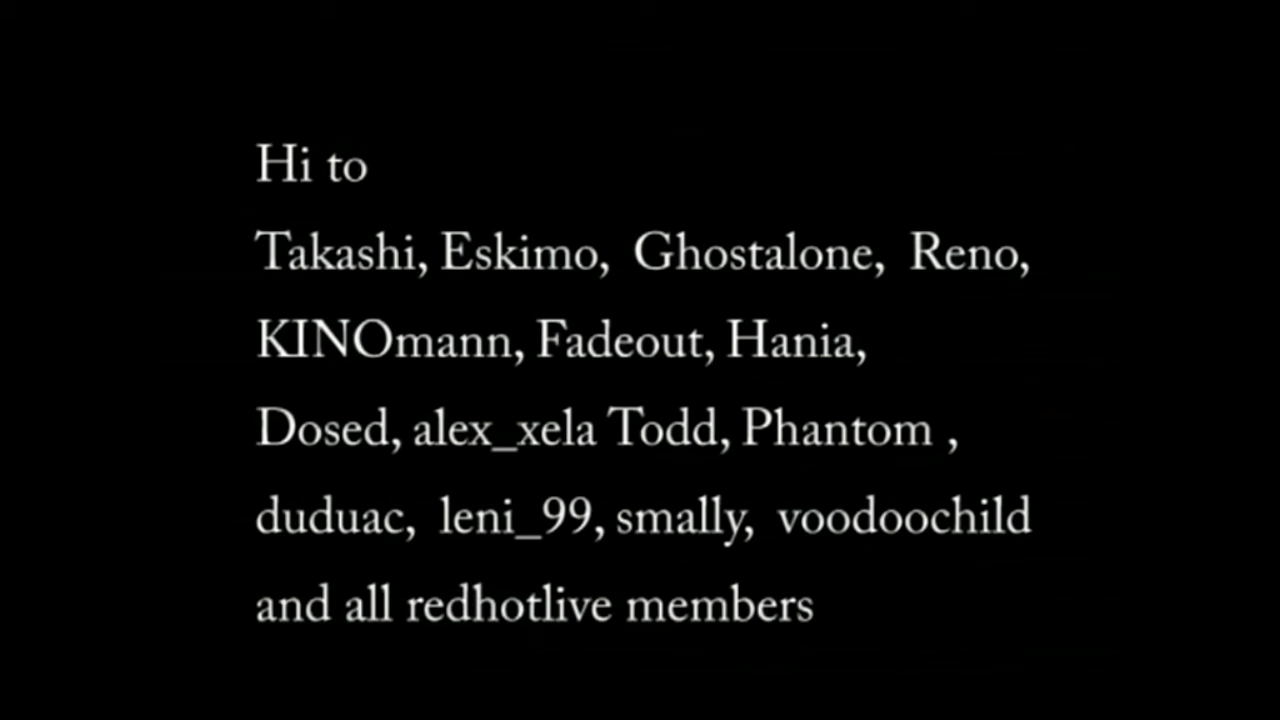 Hi to
Takashi, Eskimo,  Ghostalone,  Reno,
KINOmann, Fadeout, Hania,
Dosed, alex_xela Todd, Phantom ,
duduac,  leni_99, smally,  voodoochild
and all redhotlive members